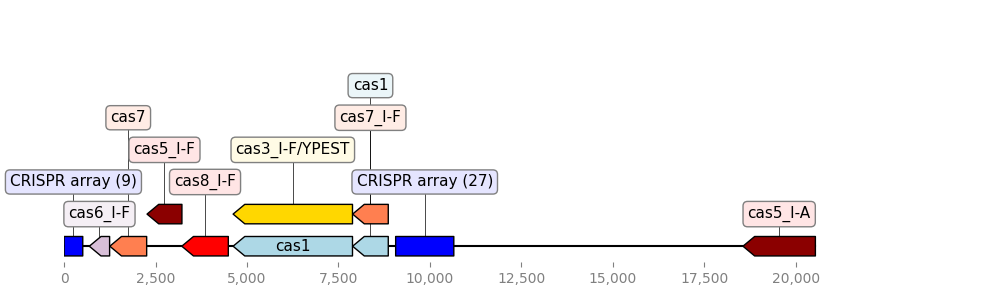 cas1
cas7
cas7_I-F
cas5_I-F
cas3_I-F/YPEST
CRISPR array (9)
cas8_I-F
CRISPR array (27)
cas6_I-F
cas5_I-A
cas1
0
2,500
5,000
7,500
10,000
12,500
15,000
17,500
20,000